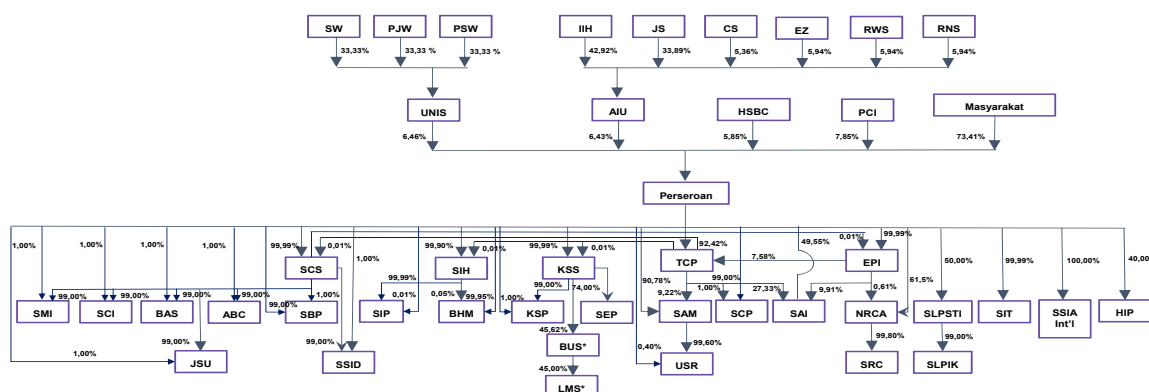 SW PJW PSW IIH JS CS EZ RWS RNS
33,33% 33,33 % 33,33 % 42,92% 33,89% 5,36% 5,94% 5,94% 5,94%
UNIS AIU HSBC PCI Masyarakat
6,46% 6,43% 5,85% 7,85% 73,41%
Perseroan
1,00% 1,00% 1,00% 1,00% 99,99% 0,01% 1,00% 99,90% 0,01% 99,99% 0,01% 92,42% 49,55% 0,01% 99,99% 50,00% 99,99% 100,00% 40,00%
SCS SIH KSS TCP 7,58% EPI
99,99% 99,00% 74,00% 90,78% 99,00% 61,5%
99,00% 99,00% 99,00% 99,00% 99,00% 1,00% 0,01% 0,05% 99,95% 1,00% 9,22% 1,00% 27,33% 9,91% 0,61%
SMI SCI BAS ABC SBP SIP BHM KSP SEP SAM SCP SAI NRCA SLPSTI SIT SSIA Int'l HIP
1,00% 99,00% 99,00% 45,62% 0,40% 99,60% 99,80% 99,00%
JSU SSID BUS* USR SRC SLPIK
45,00%
LMS*